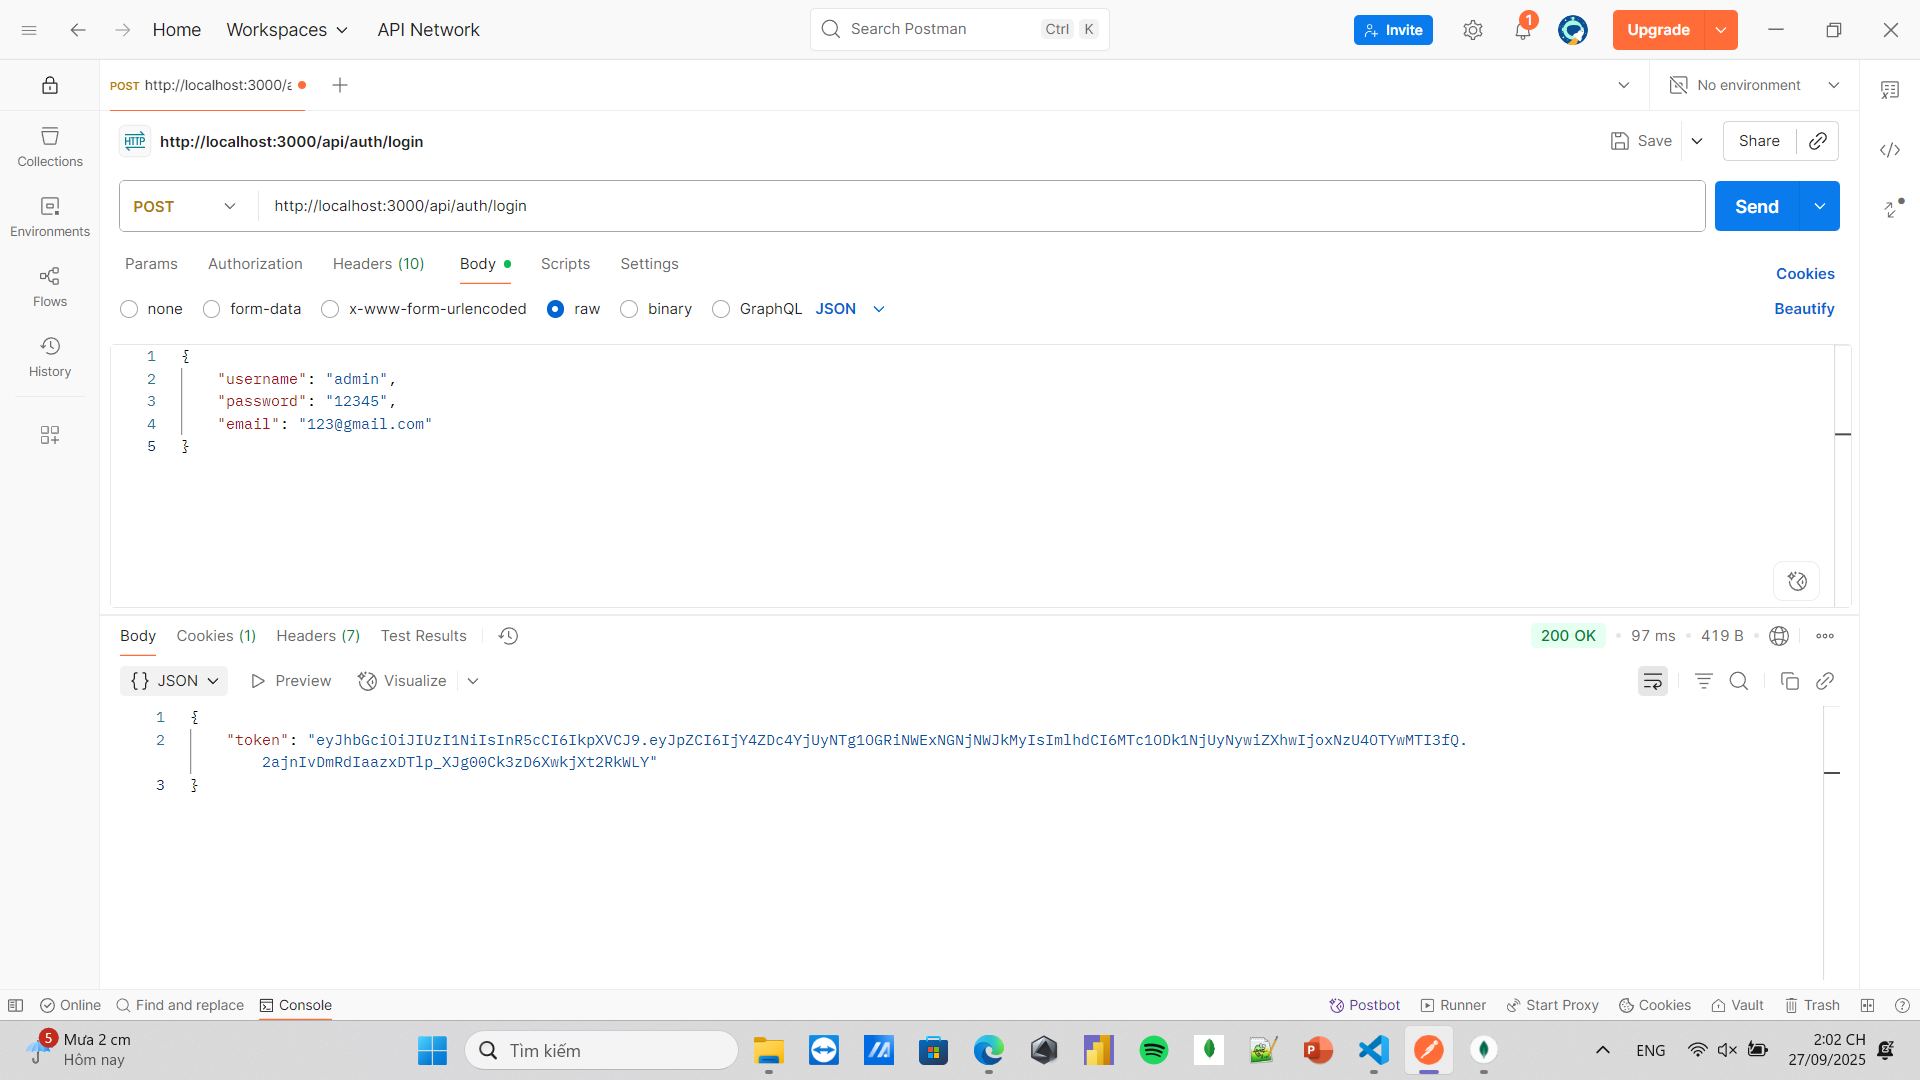 Home
Workspaces
API Network
Search Postman
Ctrl
K
Invite
1
Upgrade
POST http://localhost:3000/a
No environment
HTTP
http://localhost:3000/api/auth/login
Save
Share
Collections
Environments
Flows
History
POST
http://localhost:3000/api/auth/login
Send
Params
Authorization
Headers (10)
Body
Scripts
Settings
Cookies
none
form-data
x-www-form-urlencoded
raw
binary
GraphQL
JSON
Beautify
1 {
2 "username": "admin",
3 "password": "12345",
4 "email": "123@gmail.com"
5 }
Body
Cookies (1)
Headers (7)
Test Results
200 OK
97 ms
419 B
{} JSON
Preview
Visualize
1 {
2 "token": "eyJhbGciOiJIUzI1NiIsInR5cCI6IkpXVCJ9.eyJpZCI6IjY4ZDc4YjUyNTg1OGRiNWExNGNjNWJkMyIsImlhdCI6MTc1ODk1NjUyNywiZXhwIjoxNzU4OTYwMTI3fQ.
2ajnIvDmRdIaazxDTlp_XJg00Ck3zD6XwkjXt2RkWLY"
3 }
Online
Find and replace
Console
Postbot
Runner
Start Proxy
Cookies
Vault
Trash
5
Mưa 2 cm
Hôm nay
Tìm kiếm
ENG
2:02 CH
27/09/2025